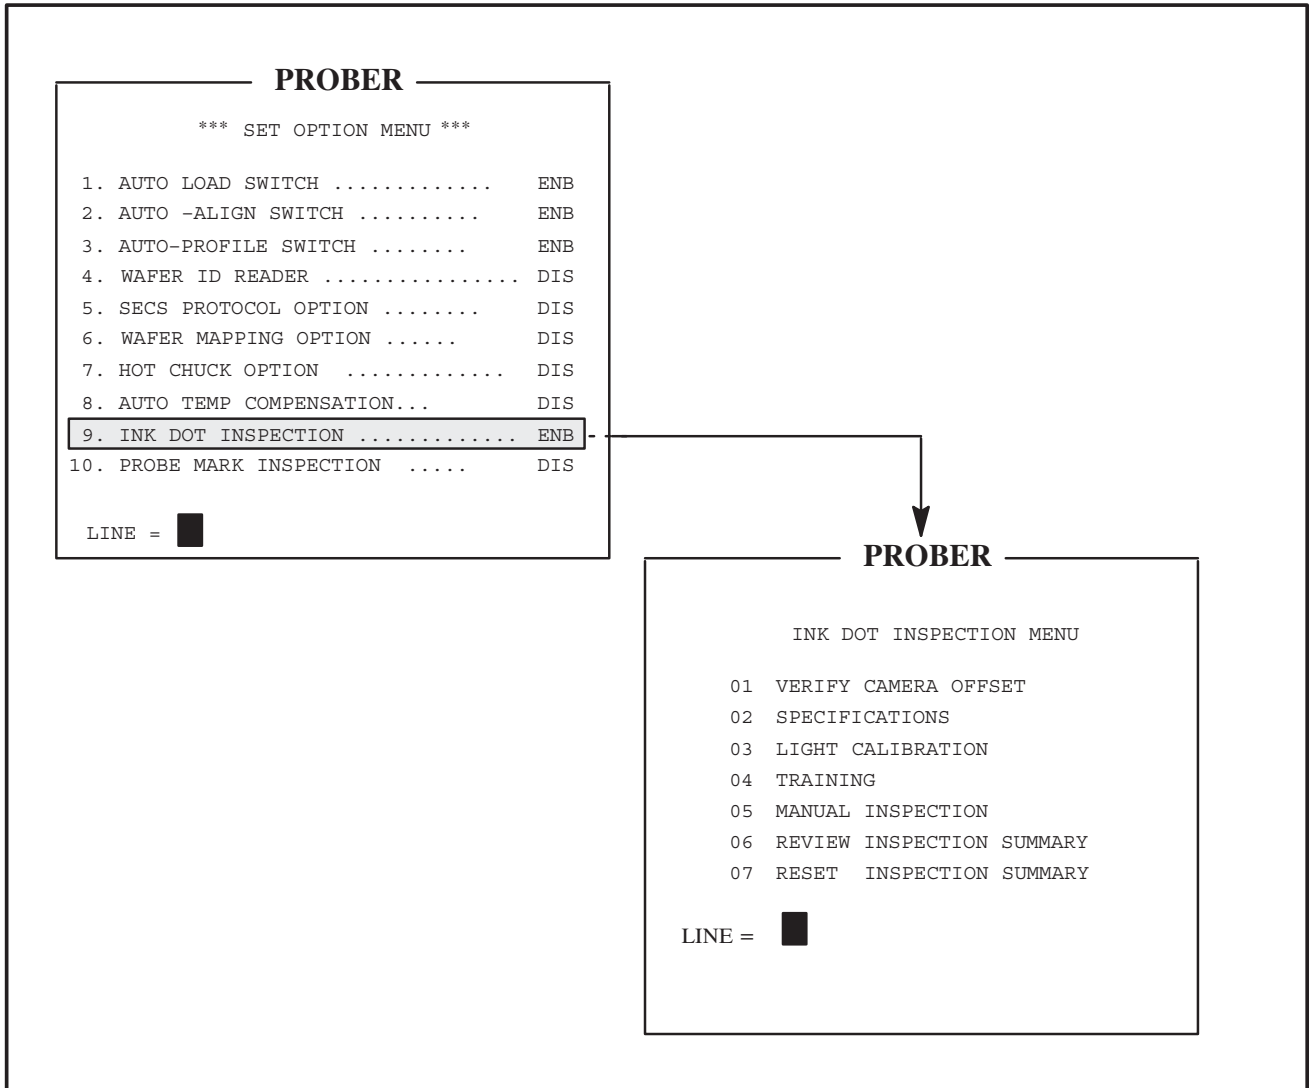 PROBER
*** SET OPTION MENU ***
1. AUTO LOAD SWITCH ............. ENB
2. AUTO -ALIGN SWITCH .......... ENB
3. AUTO-PROFILE SWITCH ........ ENB
4. WAFER ID READER ................ DIS
5. SECS PROTOCOL OPTION ........ DIS
6. WAFER MAPPING OPTION ...... DIS
7. HOT CHUCK OPTION ............. DIS
8. AUTO TEMP COMPENSATION... DIS
9. INK DOT INSPECTION ............. ENB
10. PROBE MARK INSPECTION ..... DIS
LINE =
PROBER
INK DOT INSPECTION MENU
01 VERIFY CAMERA OFFSET
02 SPECIFICATIONS
03 LIGHT CALIBRATION
04 TRAINING
05 MANUAL INSPECTION
06 REVIEW INSPECTION SUMMARY
07 RESET INSPECTION SUMMARY
LINE =